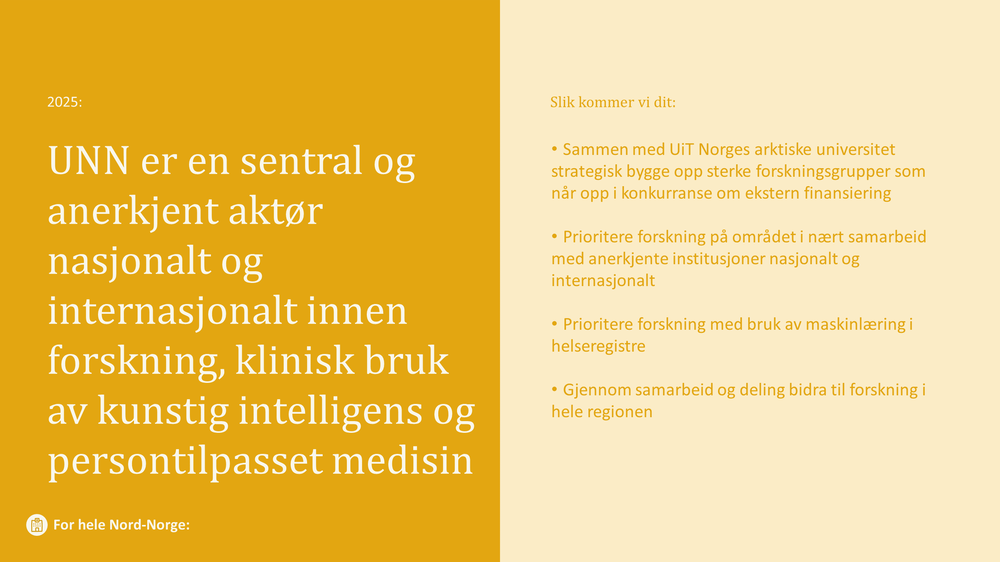 2025:
UNN er en sentral og
anerkjent aktør
nasjonalt og
internasjonalt innen
forskning, klinisk bruk
av kunstig intelligens og
persontilpasset medisin
For hele Nord-Norge:
Slik kommer vi dit:
• Sammen med UiT Norges arktiske universitet
strategisk bygge opp sterke forskningsgrupper som
når opp i konkurranse om ekstern finansiering
• Prioritere forskning på området i nært samarbeid
med anerkjente institusjoner nasjonalt og
internasjonalt
• Prioritere forskning med bruk av maskinlæring i
helseregistre
• Gjennom samarbeid og deling bidra til forskning i
hele regionen